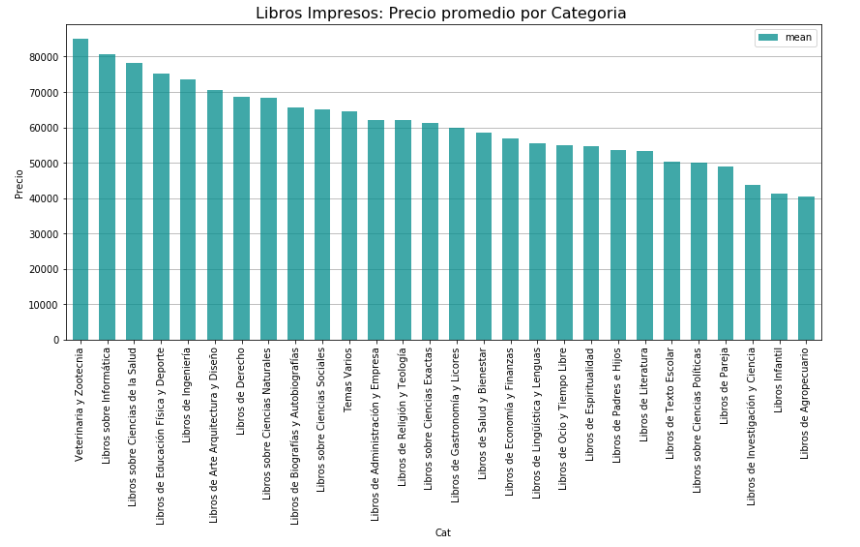 Libros Impresos: Precio promedio por Categoria
mean
Precio
80000
70000
60000
50000
40000
30000
20000
10000
0
Veterinaria y Zootecnia
Libros sobre Informática
Libros sobre Ciencias de la Salud
Libros de Educación Física y Deporte
Libros de Ingeniería
Libros de Arte Arquitectura y Diseño
Libros de Derecho
Libros sobre Ciencias Naturales
Libros de Biografías y Autobiografías
Libros sobre Ciencias Sociales
Temas Varios
Libros de Administración y Empresa
Libros de Religión y Teología
Libros sobre Ciencias Exactas
Libros de Gastronomía y Licores
Libros de Salud y Bienestar
Libros de Economía y Finanzas
Libros de Lingüística y Lenguas
Libros de Ocio y Tiempo Libre
Libros de Espiritualidad
Libros de Padres e Hijos
Libros de Literatura
Libros de Texto Escolar
Libros sobre Ciencias Políticas
Libros de Pareja
Libros de Investigación y Ciencia
Libros Infantil
Libros de Agropecuario
Cat